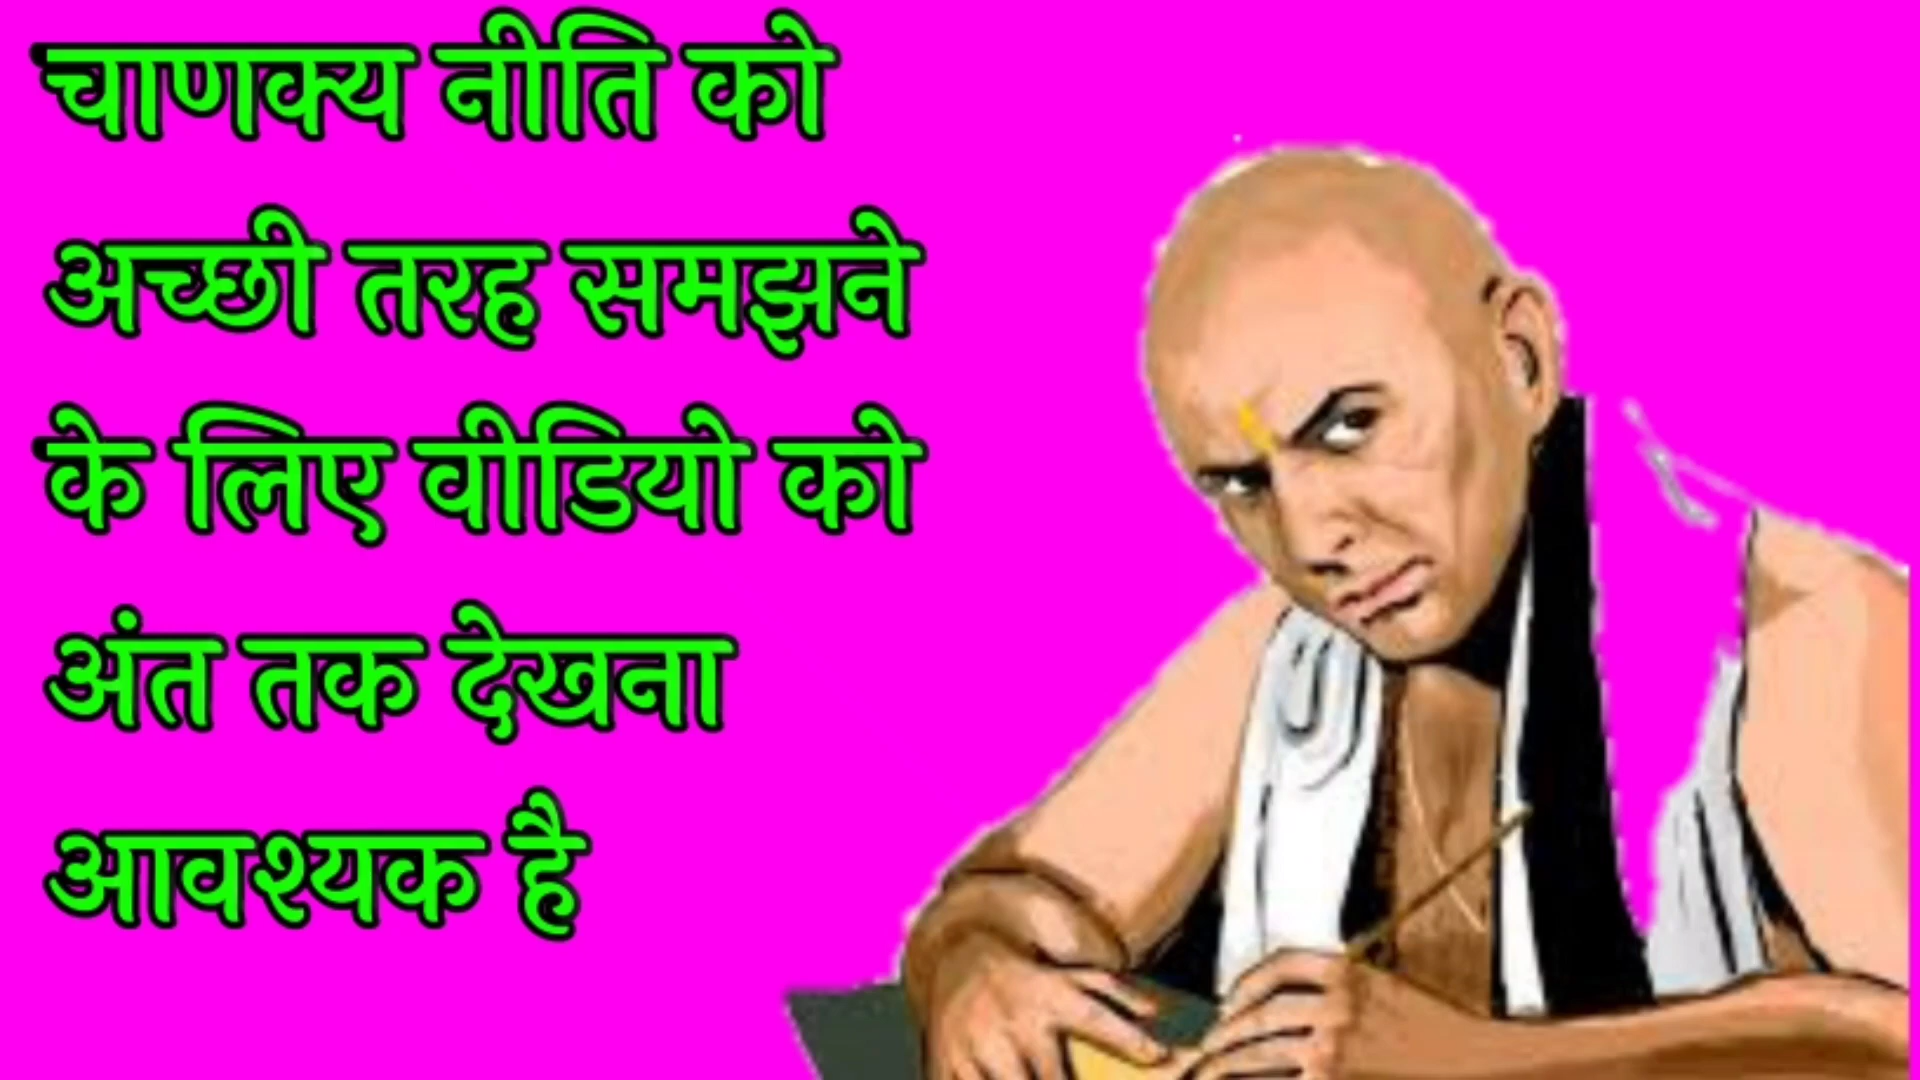 चाणक्य नीति को
अच्छी तरह समझने
के लिए वीडियो को
अंत तक देखना
आवश्यक है